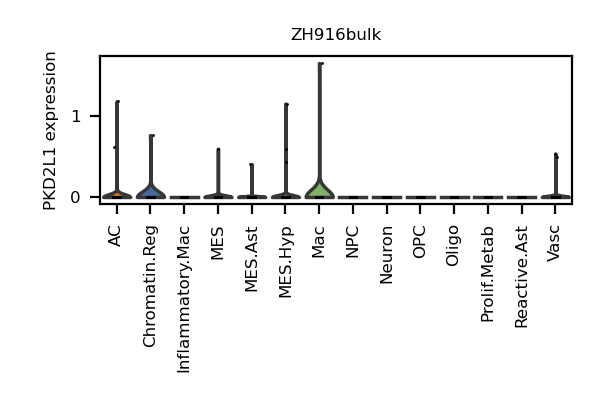 ZH916bulk
PKD2L1 expression
1
0
AC
Chromatin.Reg
Inflammatory.Mac
MES
MES.Ast
MES.Hyp
Mac
NPC
Neuron
OPC
Oligo
Prolif.Metab
Reactive.Ast
Vasc